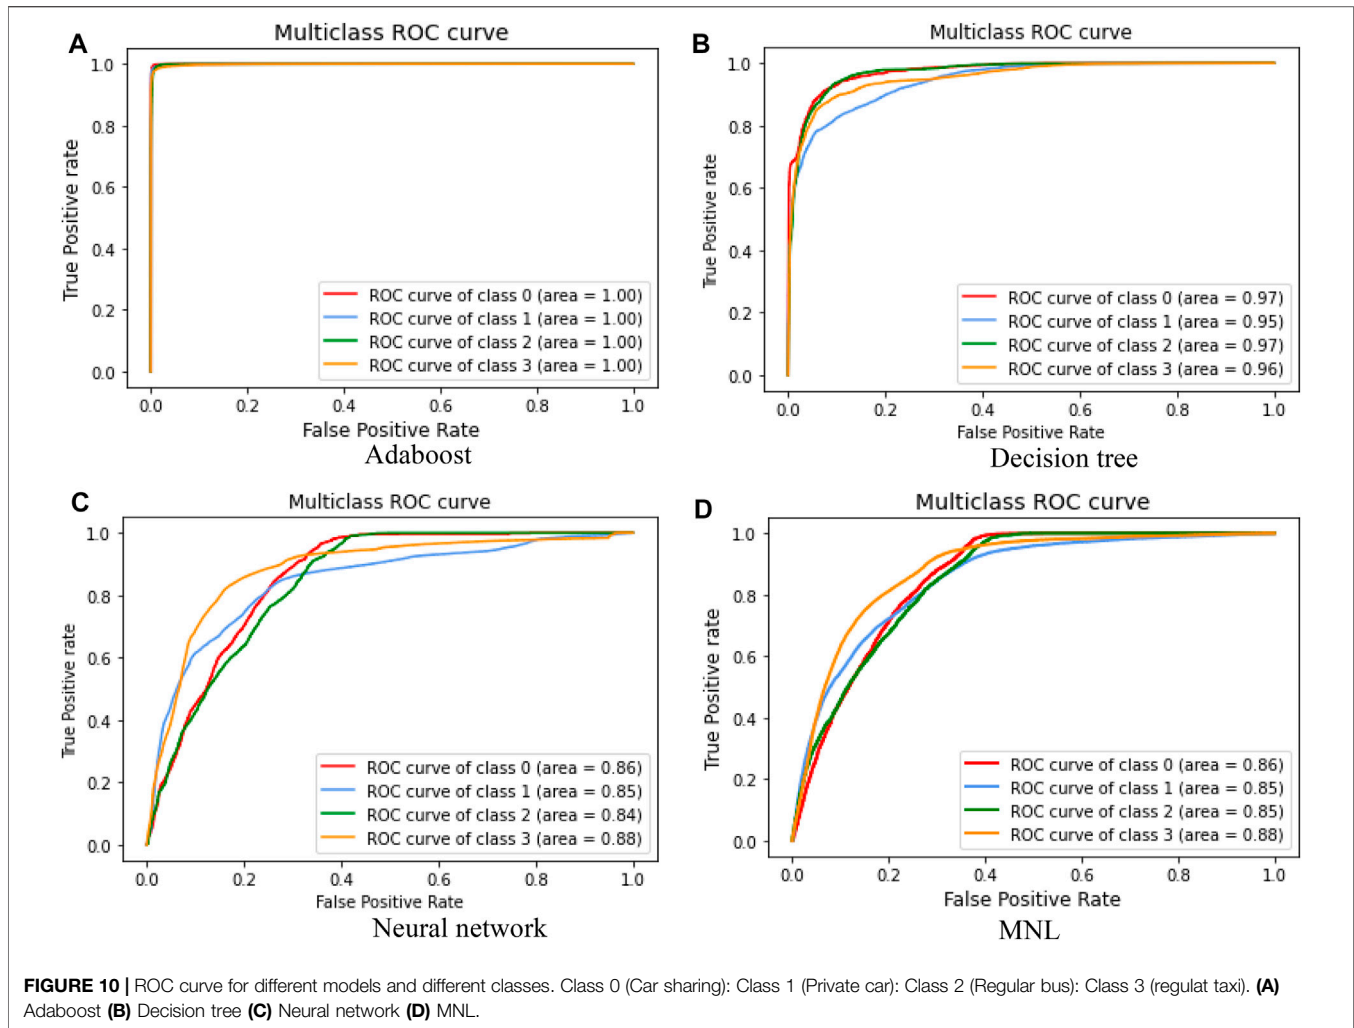 A
Multiclass ROC curve
True Positive rate
1.0
0.8
0.6
0.4
0.2
0.0
ROC curve of class 0 (area = 1.00)
ROC curve of class 1 (area = 1.00)
ROC curve of class 2 (area = 1.00)
ROC curve of class 3 (area = 1.00)
0.0 0.2 0.4 0.6 0.8 1.0
False Positive Rate
Adaboost
B
Multiclass ROC curve
True Positive rate
1.0
0.8
0.6
0.4
0.2
0.0
ROC curve of class 0 (area = 0.97)
ROC curve of class 1 (area = 0.95)
ROC curve of class 2 (area = 0.97)
ROC curve of class 3 (area = 0.96)
0.0 0.2 0.4 0.6 0.8 1.0
False Positive Rate
Decision tree
C
Multiclass ROC curve
True Positive rate
1.0
0.8
0.6
0.4
0.2
0.0
ROC curve of class 0 (area = 0.86)
ROC curve of class 1 (area = 0.85)
ROC curve of class 2 (area = 0.84)
ROC curve of class 3 (area = 0.88)
0.0 0.2 0.4 0.6 0.8 1.0
False Positive Rate
Neural network
D
Multiclass ROC curve
True Positive rate
1.0
0.8
0.6
0.4
0.2
0.0
ROC curve of class 0 (area = 0.86)
ROC curve of class 1 (area = 0.85)
ROC curve of class 2 (area = 0.85)
ROC curve of class 3 (area = 0.88)
0.0 0.2 0.4 0.6 0.8 1.0
False Positive Rate
MNL
FIGURE 10 | ROC curve for different models and different classes. Class 0 (Car sharing): Class 1 (Private car): Class 2 (Regular bus): Class 3 (regulat taxi). (A)
Adaboost (B) Decision tree (C) Neural network (D) MNL.